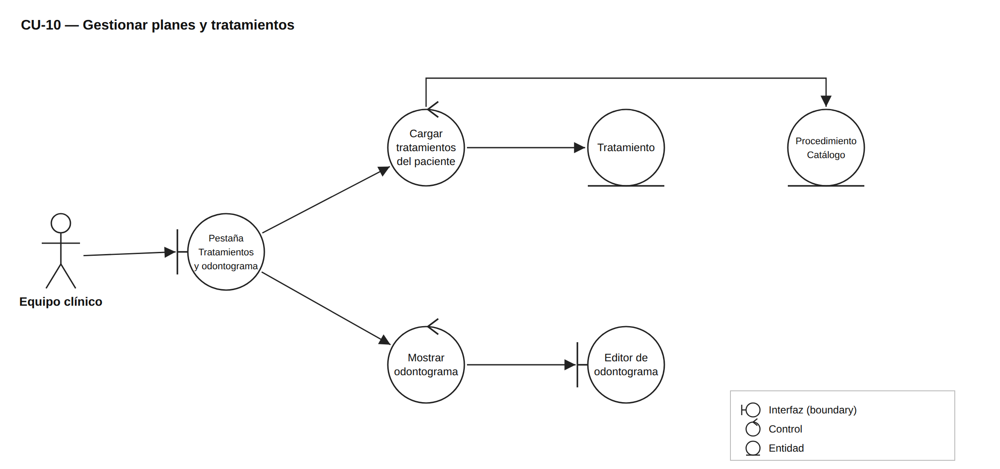 CU-10 — Gestionar planes y tratamientos
Cargar
tratamientos
del paciente
Tratamiento
Procedimiento
Catálogo
Pestaña
Tratamientos
y odontograma
Equipo clínico
Mostrar
odontograma
Editor de
odontograma
Interfaz (boundary)
Control
Entidad